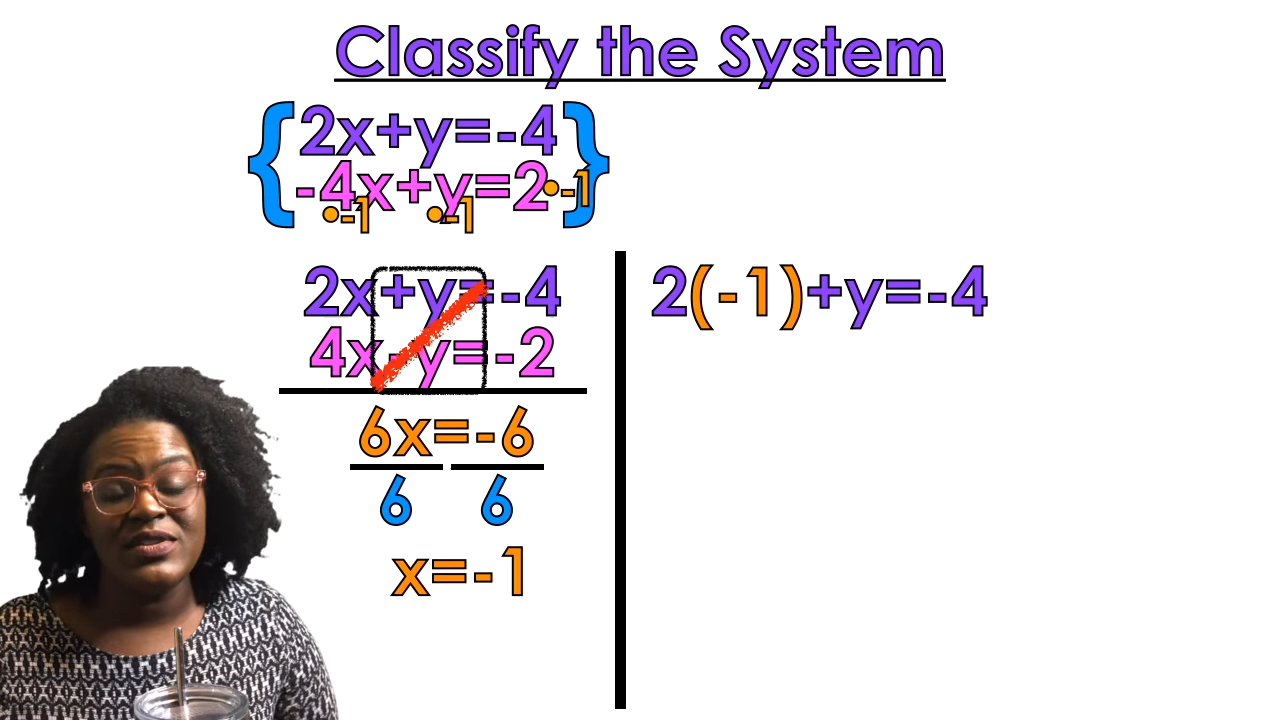 Classify the System
{2x+y=-4
-4x+y=2}
•-1 •-1 •-1
2x+y=-4
4x-y=-2
6x=-6
6 6
x=-1
2(-1)+y=-4